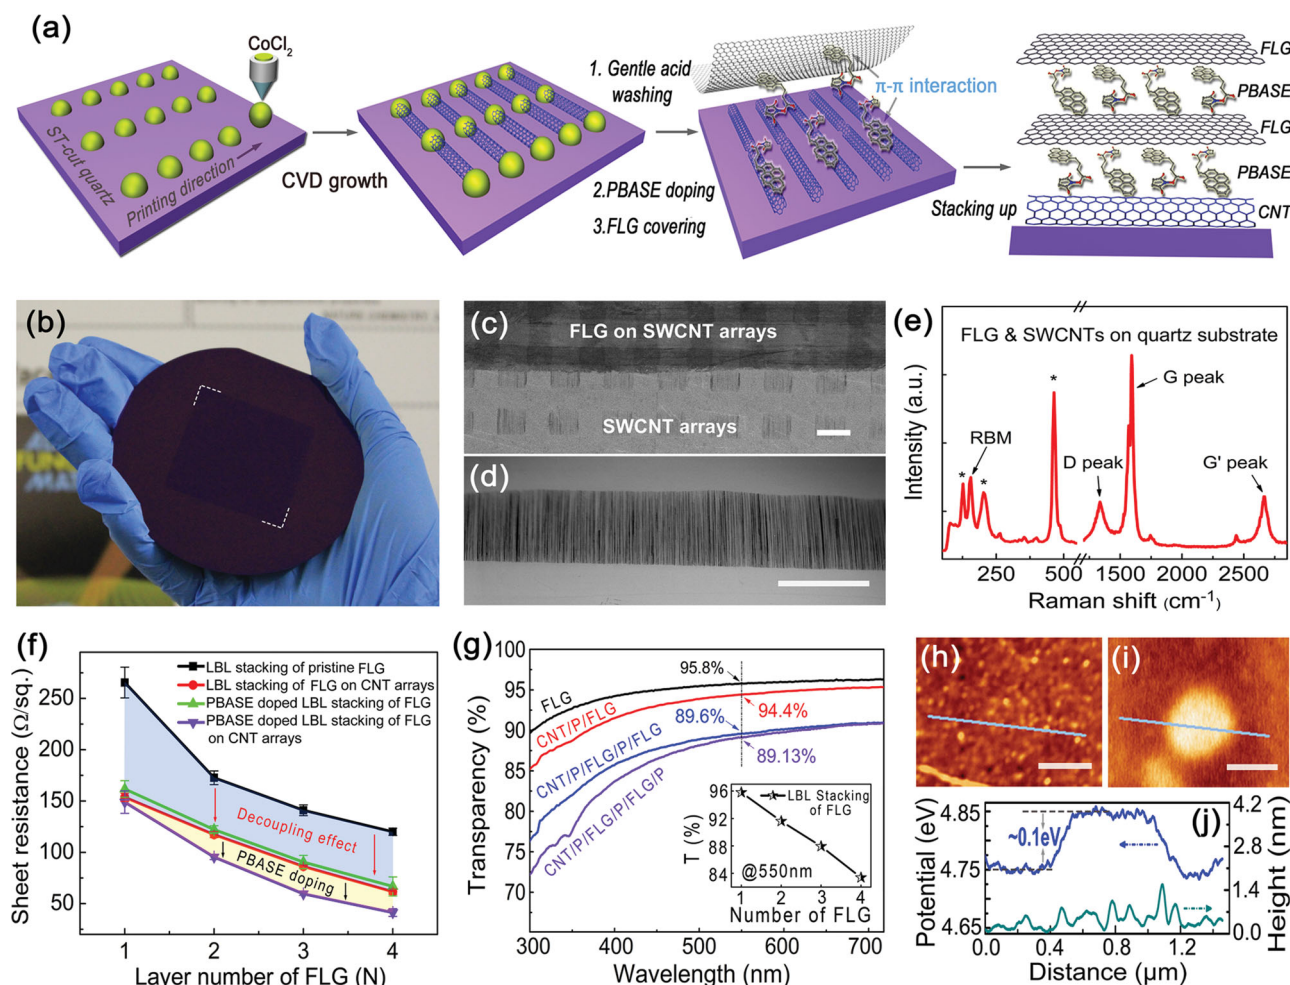 (a)
CoCl2
ST-cut quartz
Printing direction
CVD growth
1. Gentle acid
washing
2.PBASE doping
3.FLG covering
π-π interaction
Stacking up
FLG
PBASE
FLG
PBASE
CNT
(b)
(c)
FLG on SWCNT arrays
SWCNT arrays
(d)
(e)
FLG & SWCNTs on quartz substrate
G peak
*
RBM
*
*
D peak
G' peak
Intensity (a.u.)
250 500 1500 2000 2500
Raman shift (cm-1)
(f)
LBL stacking of pristine FLG
LBL stacking of FLG on CNT arrays
PBASE doped LBL stacking of FLG
PBASE doped LBL stacking of FLG
on CNT arrays
Decoupling effect
PBASE doping
Sheet resistance (Ω/sq.)
250
200
150
100
50
1 2 3 4
Layer number of FLG (N)
(g)
100
95
90
85
80
75
70
Transparency (%)
95.8%
FLG
94.4%
CNT/P/FLG
89.6%
CNT/P/FLG/P/FLG
89.13%
CNT/P/FLG/P/FLG/P
96
92
88
84
T (%)
LBL Stacking
of FLG
@550nm
1 2 3 4
Number of FLG
300 400 500 600 700
Wavelength (nm)
(h)
(i)
(j)
4.85
4.75
4.65
Potential (eV)
~0.1eV
4.2
2.8
1.4
0.0
Height (nm)
0.0 0.4 0.8 1.2
Distance (µm)